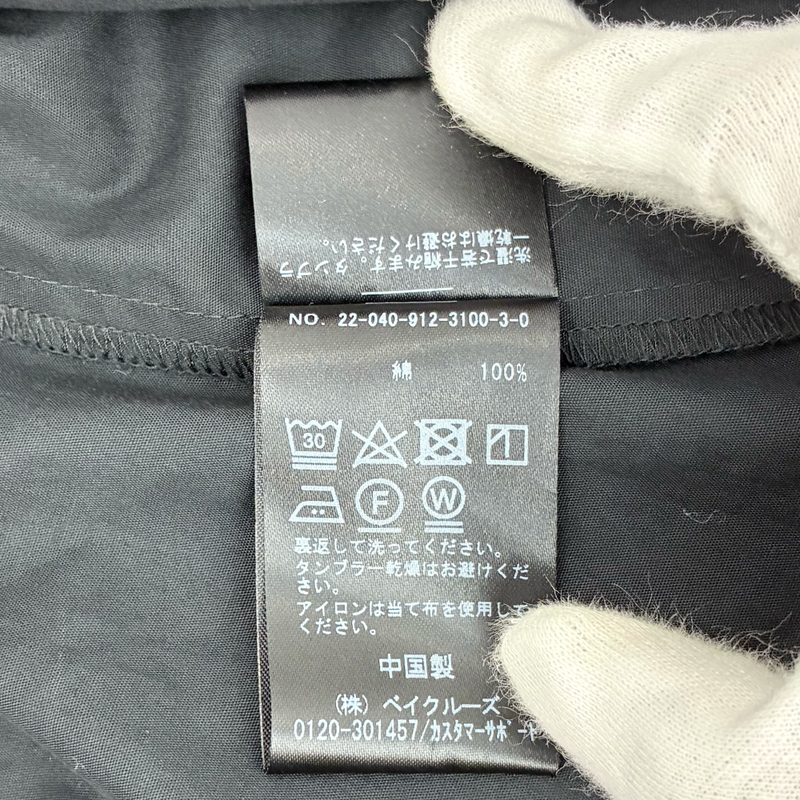 洗濯で若干縮みます。タンブラ
ー乾燥はお避けください。
NO. 22-040-912-3100-3-0
綿 100%
30
F W
裏返して洗ってください。
タンブラー乾燥はお避けくだ
さい。
アイロンは当て布を使用して
ください。
中国製
(株) ベイクルーズ
0120-301457/カスタマーサポート